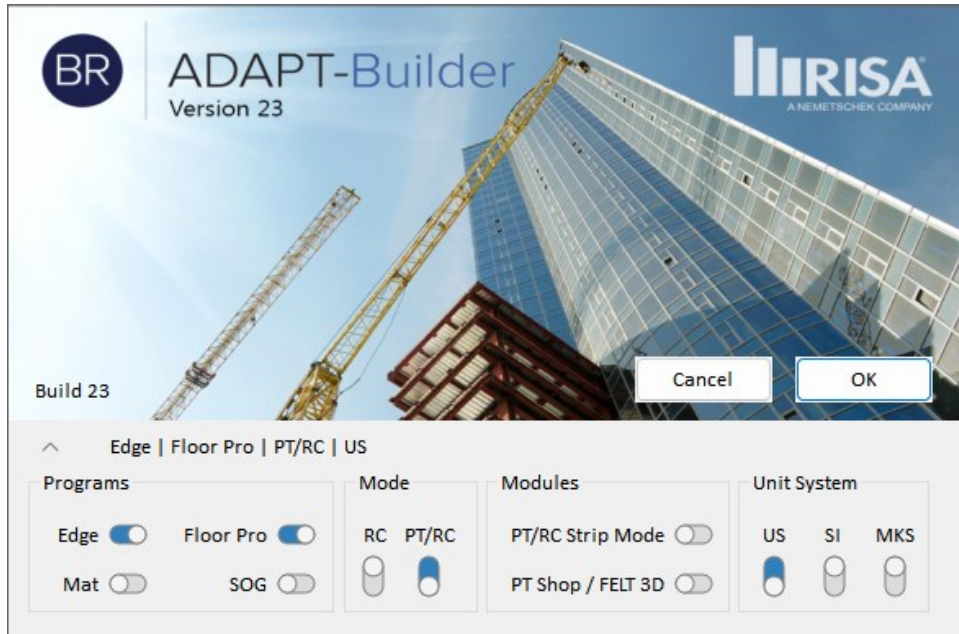 BR
ADAPT-Builder
Version 23
RISA
A NEMETSCHEK COMPANY
Build 23
Cancel
OK
Edge | Floor Pro | PT/RC | US
Programs
Edge
Floor Pro
Mat
SOG
Mode
RC
PT/RC
Modules
PT/RC Strip Mode
PT Shop / FELT 3D
Unit System
US
SI
MKS